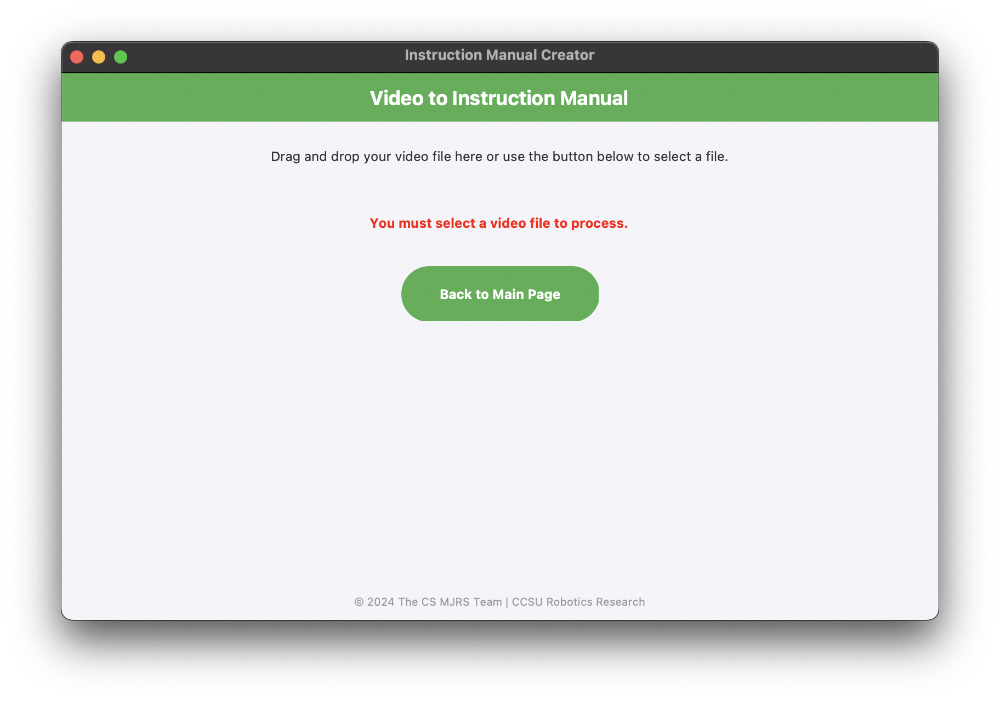 Instruction Manual Creator
Video to Instruction Manual
Drag and drop your video file here or use the button below to select a file.
You must select a video file to process.
Back to Main Page
© 2024 The CS MJRS Team | CCSU Robotics Research